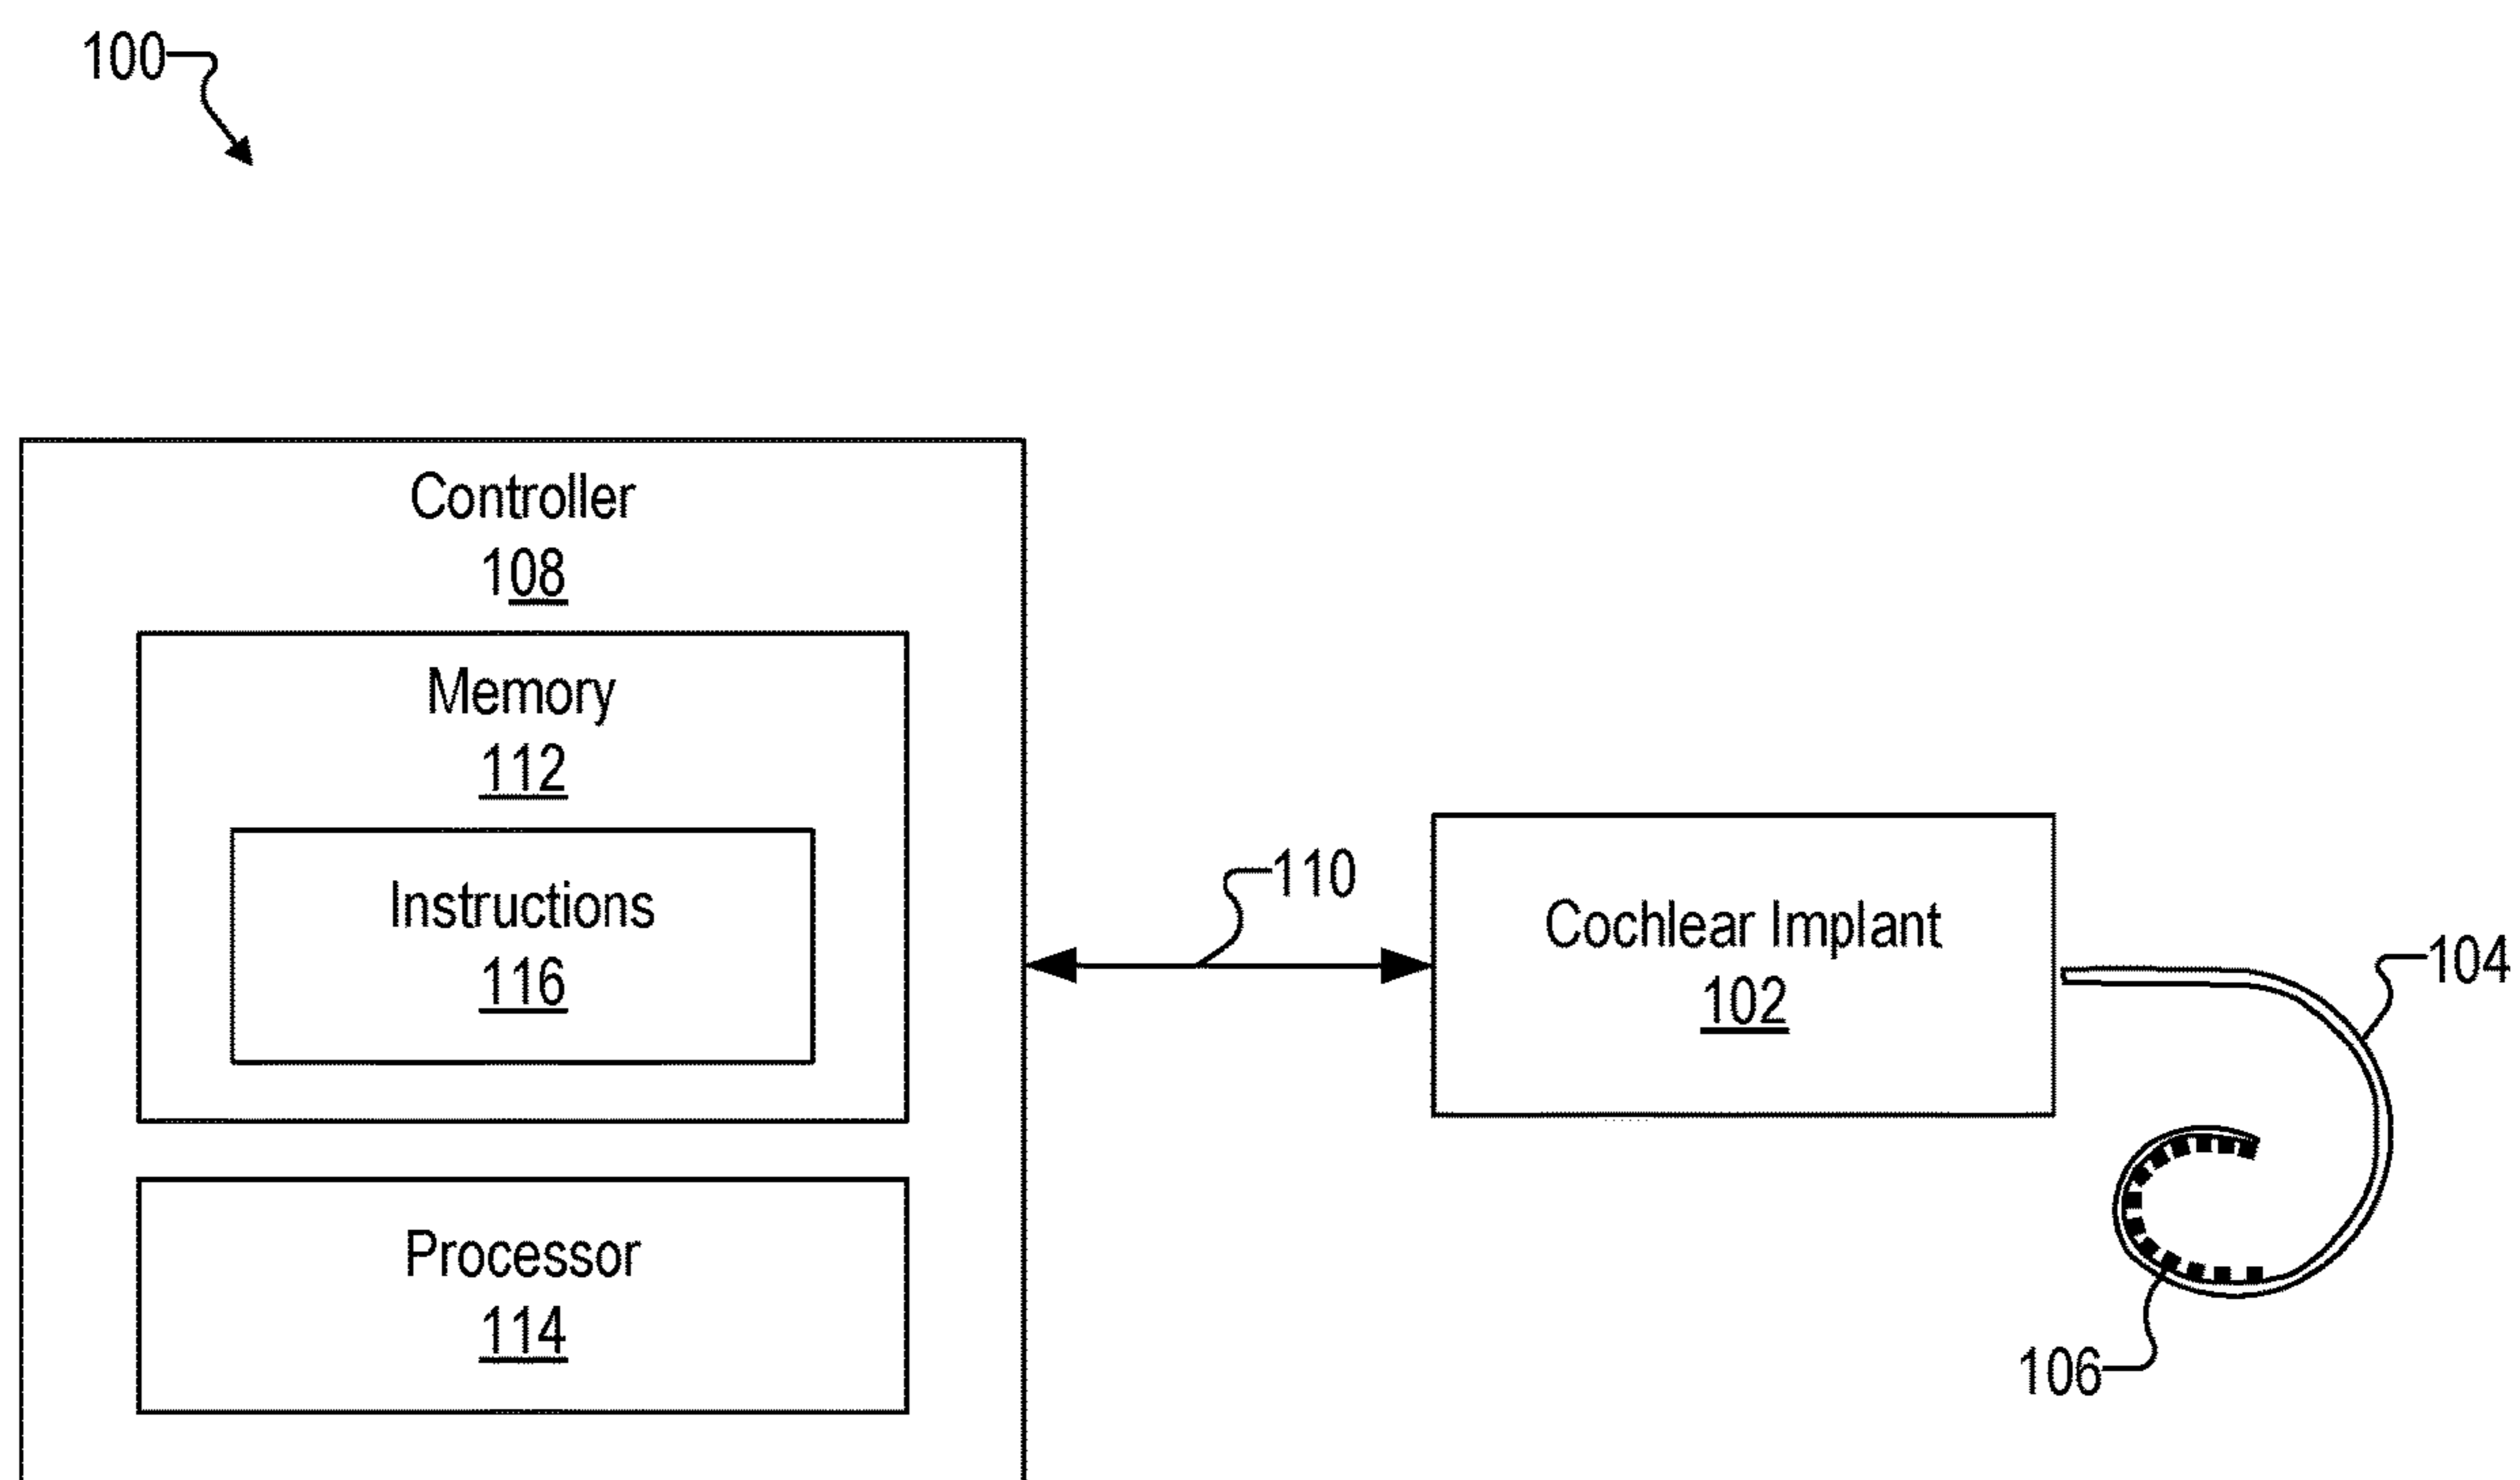 100
Controller
108
Memory
112
Instructions
116
Processor
114
110
Cochlear Implant
102
104
106